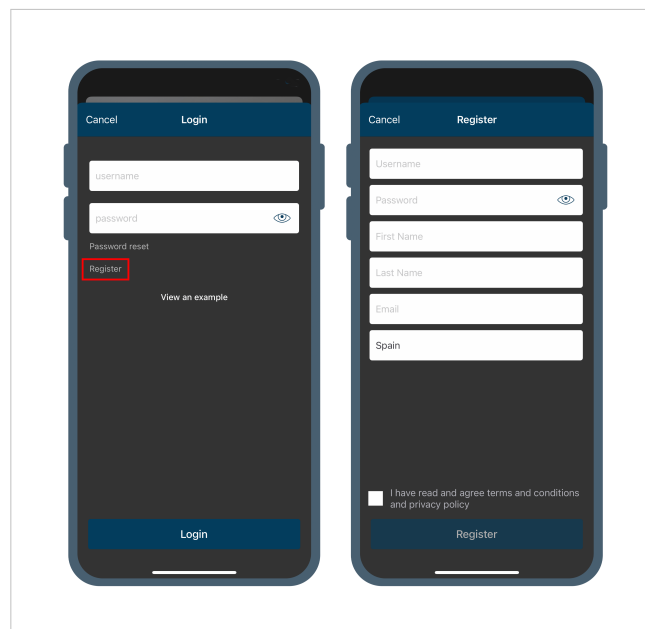 Cancel
Login
username
password
Password reset
Register
View an example
Login
Cancel
Register
Username
Password
First Name
Last Name
Email
Spain
I have read and agree terms and conditions
and privacy policy
Register